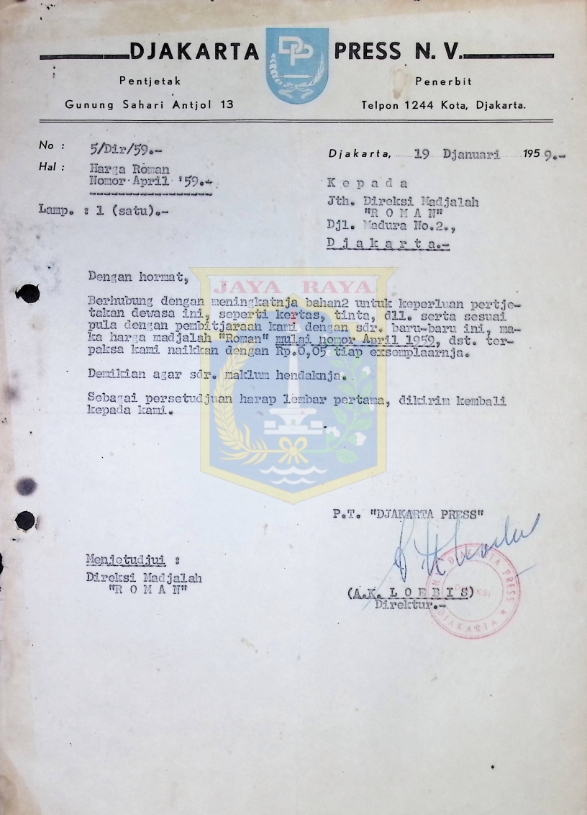 DJAKARTA DP PRESS N. V.
Pentjetak Penerbit
Gunung Sahari Antjol 13 Telpon 1244 Kota, Djakarta.
No : 5/Dir/59.-
Djakarta, 19 Djanuari 1959.-
Hal : Harga Roman
Nomor April '59.-
Lamp. : 1 (satu).-
K e p a d a
Jth. Direksi Madjalah
"R O M A N"
Djl. Madura No.2.,
D j a k a r t a.-
Dengan hormat,
JAYA RAYA
Berhubung dengan meningkatnja bahan2 untuk keperluan pertje-
takan dewasa ini, seperti kertas, tinta, dll. serta sesuai
pula dengan pembitjaraan kami dengan sdr. baru-baru ini, ma-
ka harga madjalah "Roman" mulai nomor April 1959, dst. ter-
paksa kami naikkan dengan Rp.0,05 tiap exsomplaarnja.
Demikian agar sdr. maklum hendaknja.
Sebagai persetudjuan harap lembar pertama, dikirim kembali
kepada kami.
P.T. "DJAKARTA PRESS"
Menjetudjui :
Direksi Madjalah
"R O M A N"
(A.K. L O E B I S)
Direktur.-
DJAKARTA PRESS
DJAKARTA